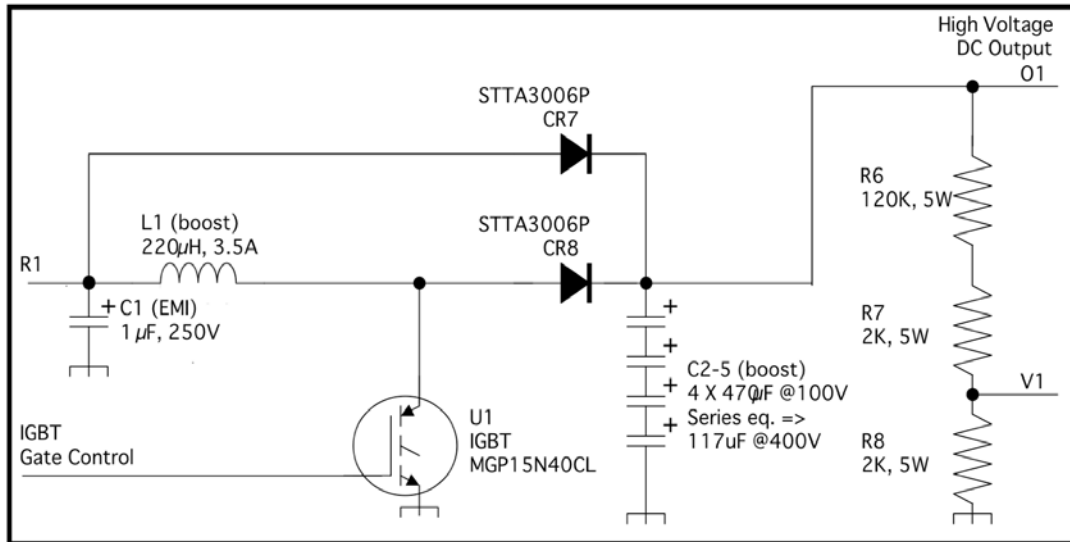 High Voltage
DC Output
O1
STTA3006P
CR7
R6
120K, 5W
L1 (boost)
220µH, 3.5A
STTA3006P
CR8
R1
+ C1 (EMI)
1µF, 250V
+
R7
2K, 5W
+
C2-5 (boost)
+ 4 X 470µF @100V
V1
+ Series eq. =>
117uF @400V
U1
IGBT
MGP15N40CL
IGBT
Gate Control
R8
2K, 5W